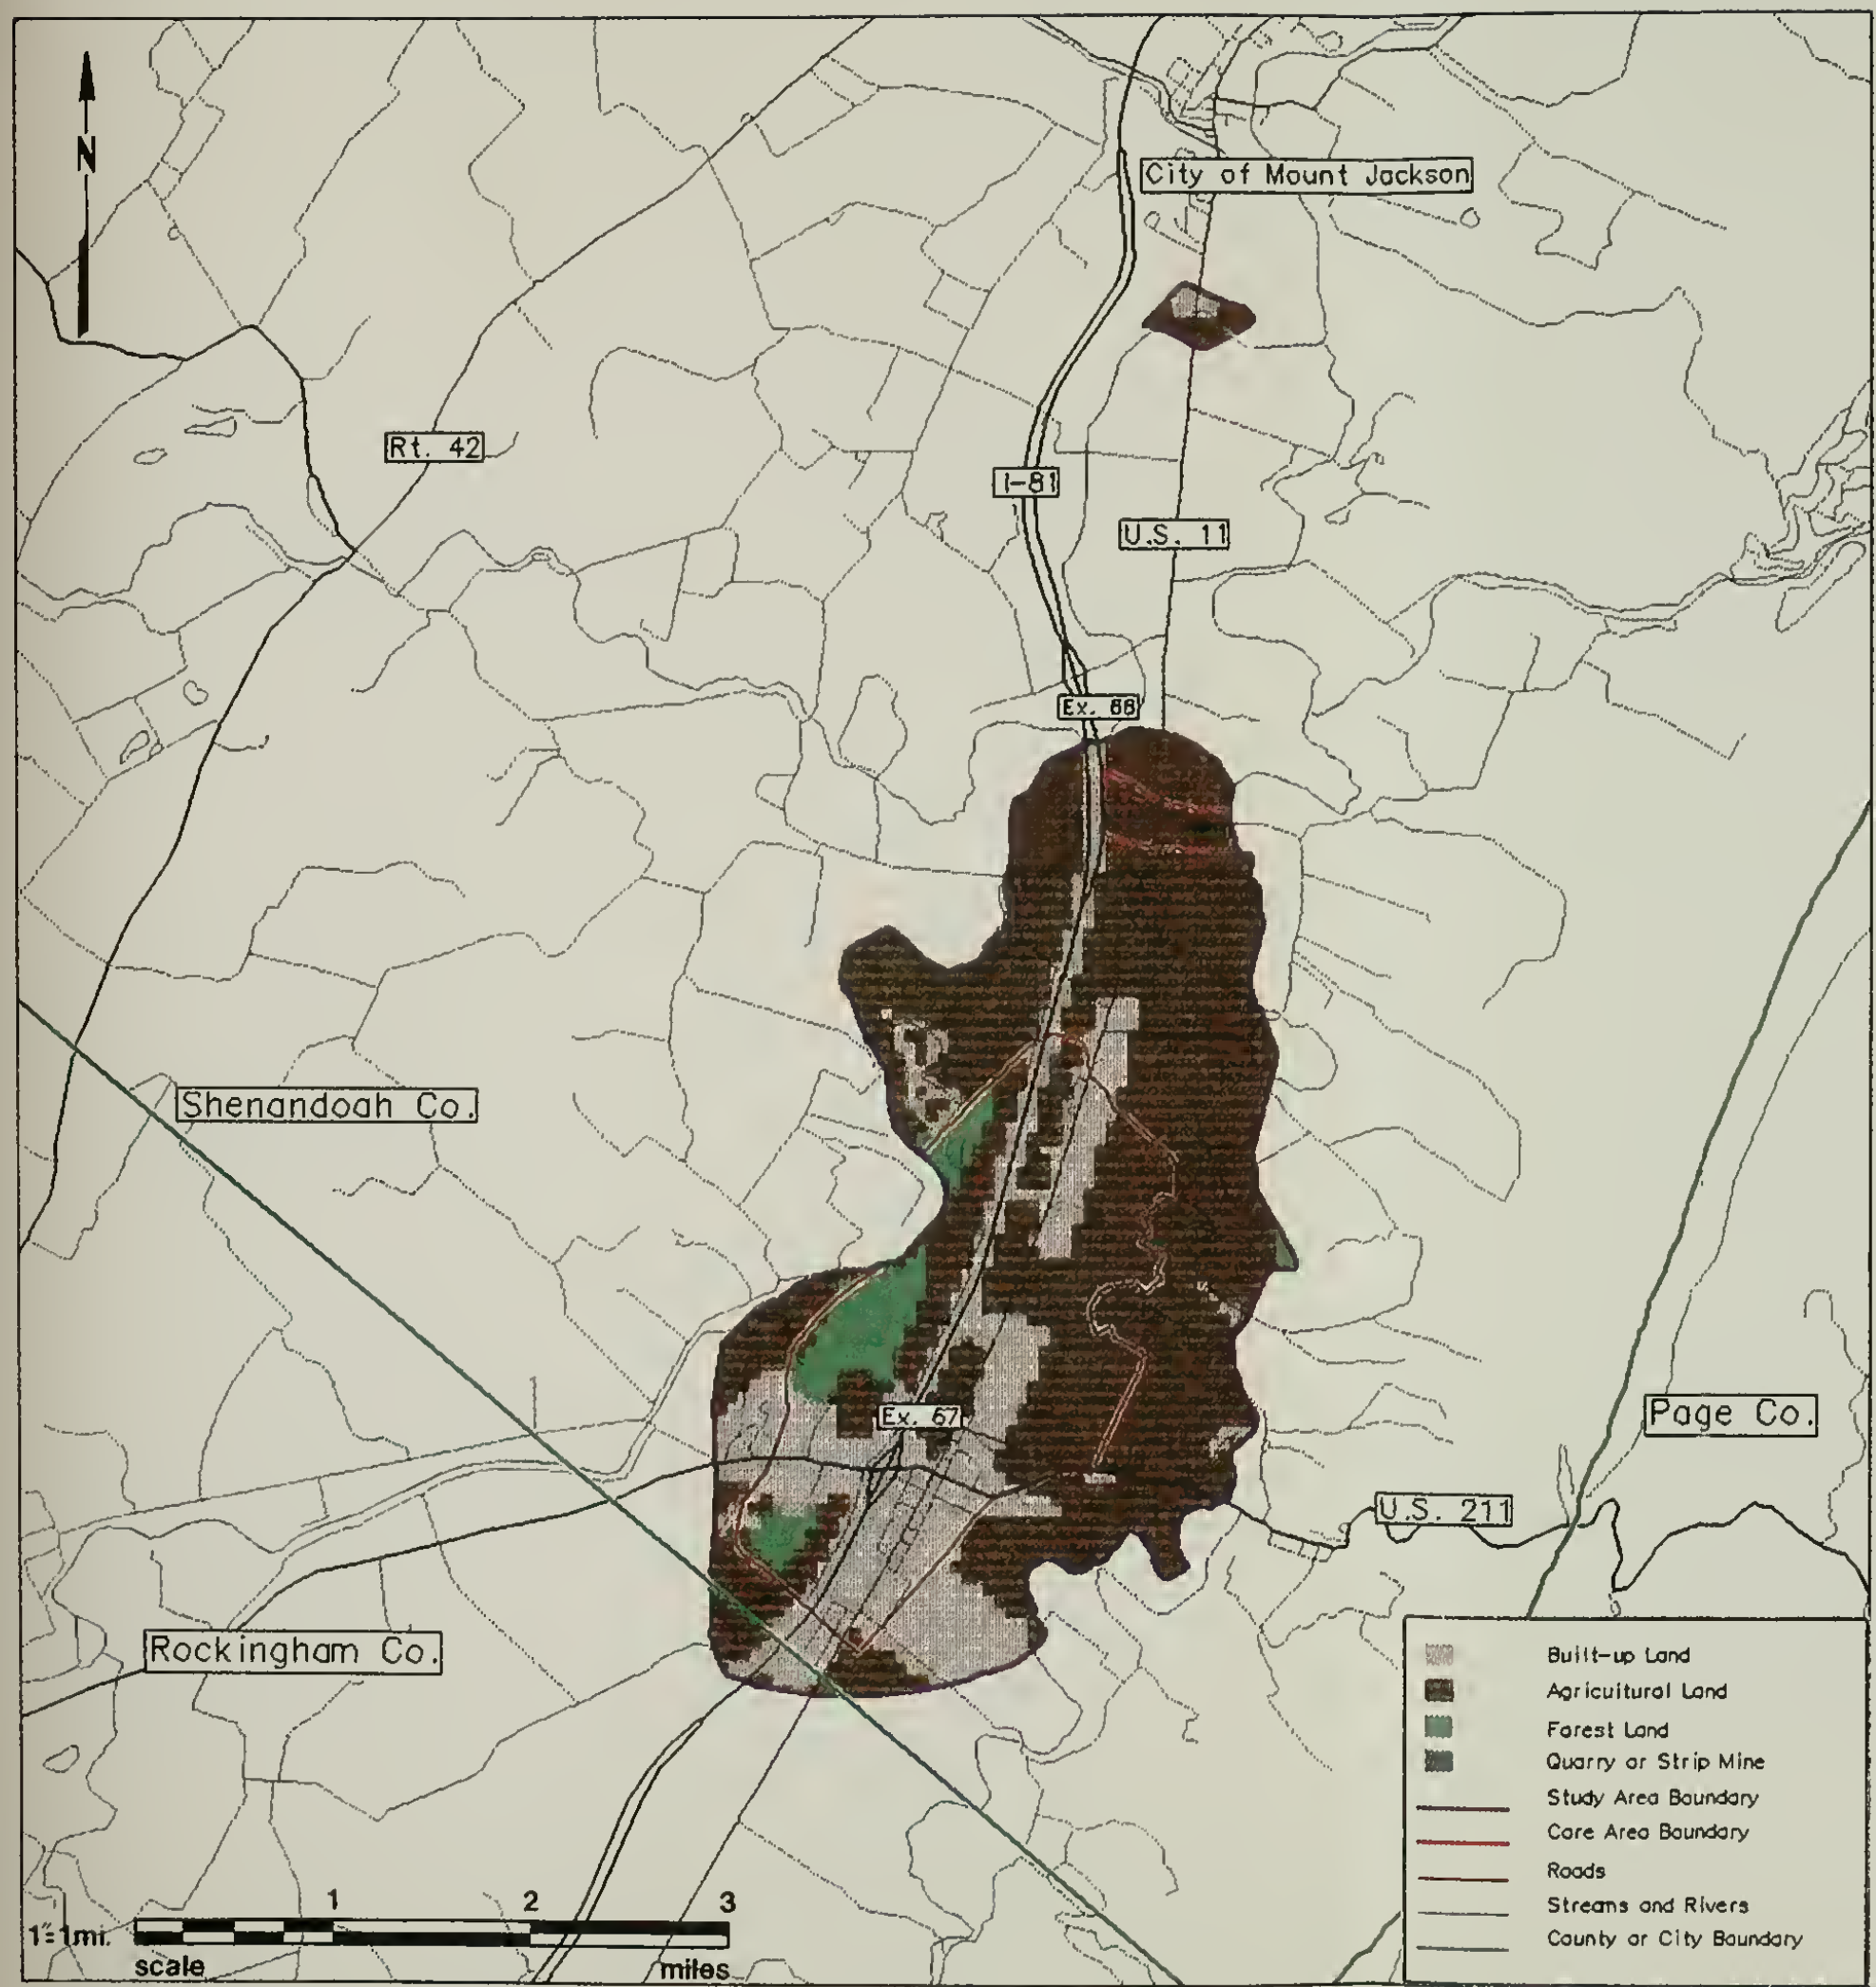 N
City of Mount Jackson
Rt. 42
I-81
U.S. 11
Ex. 68
Shenandoah Co.
Ex. 67
Page Co.
U.S. 211
Rockingham Co.
Built-up Land
Agricultural Land
Forest Land
Quarry or Strip Mine
Study Area Boundary
Core Area Boundary
Roads
Streams and Rivers
County or City Boundary
1 2 3
1"=1mi.
scale miles